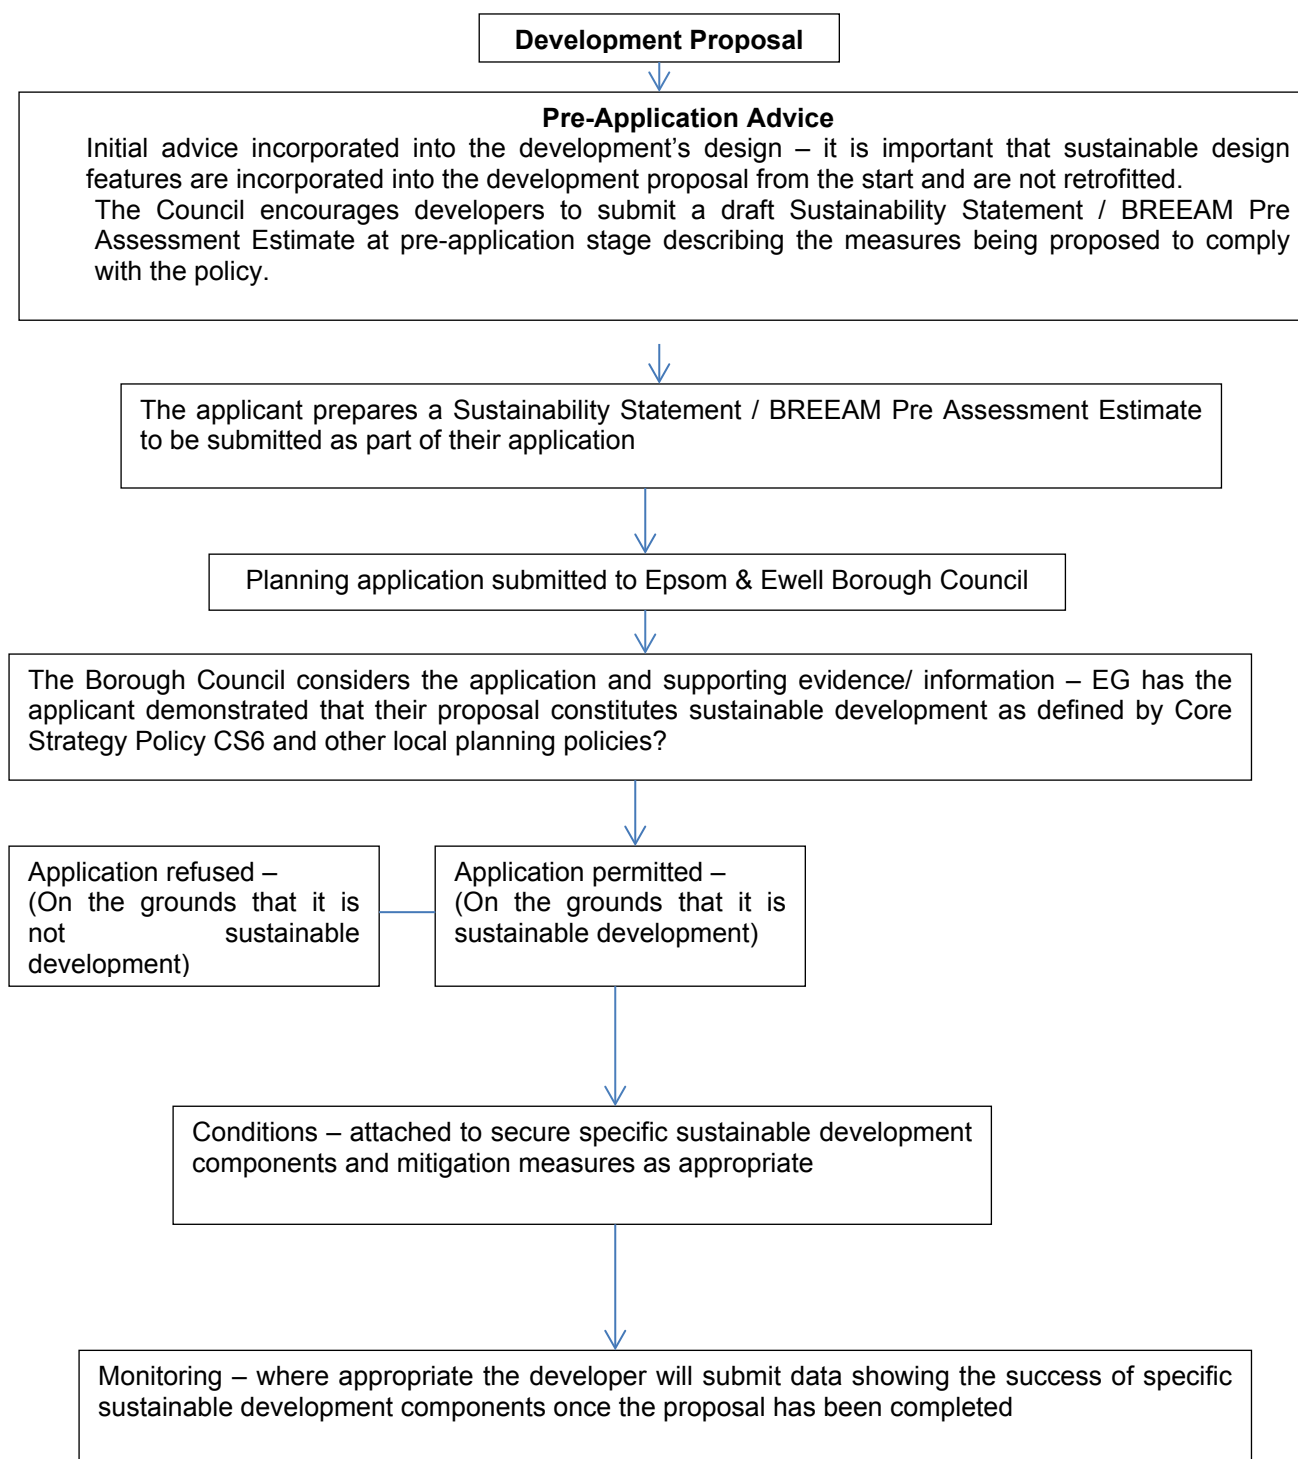 Development Proposal
Pre-Application Advice
Initial advice incorporated into the development’s design – it is important that sustainable design
features are incorporated into the development proposal from the start and are not retrofitted.
The Council encourages developers to submit a draft Sustainability Statement / BREEAM Pre
Assessment Estimate at pre-application stage describing the measures being proposed to comply
with the policy.
The applicant prepares a Sustainability Statement / BREEAM Pre Assessment Estimate
to be submitted as part of their application
Planning application submitted to Epsom & Ewell Borough Council
The Borough Council considers the application and supporting evidence/ information – EG has the
applicant demonstrated that their proposal constitutes sustainable development as defined by Core
Strategy Policy CS6 and other local planning policies?
Application refused –
(On the grounds that it is
not sustainable
development)
Application permitted –
(On the grounds that it is
sustainable development)
Conditions – attached to secure specific sustainable development
components and mitigation measures as appropriate
Monitoring – where appropriate the developer will submit data showing the success of specific
sustainable development components once the proposal has been completed